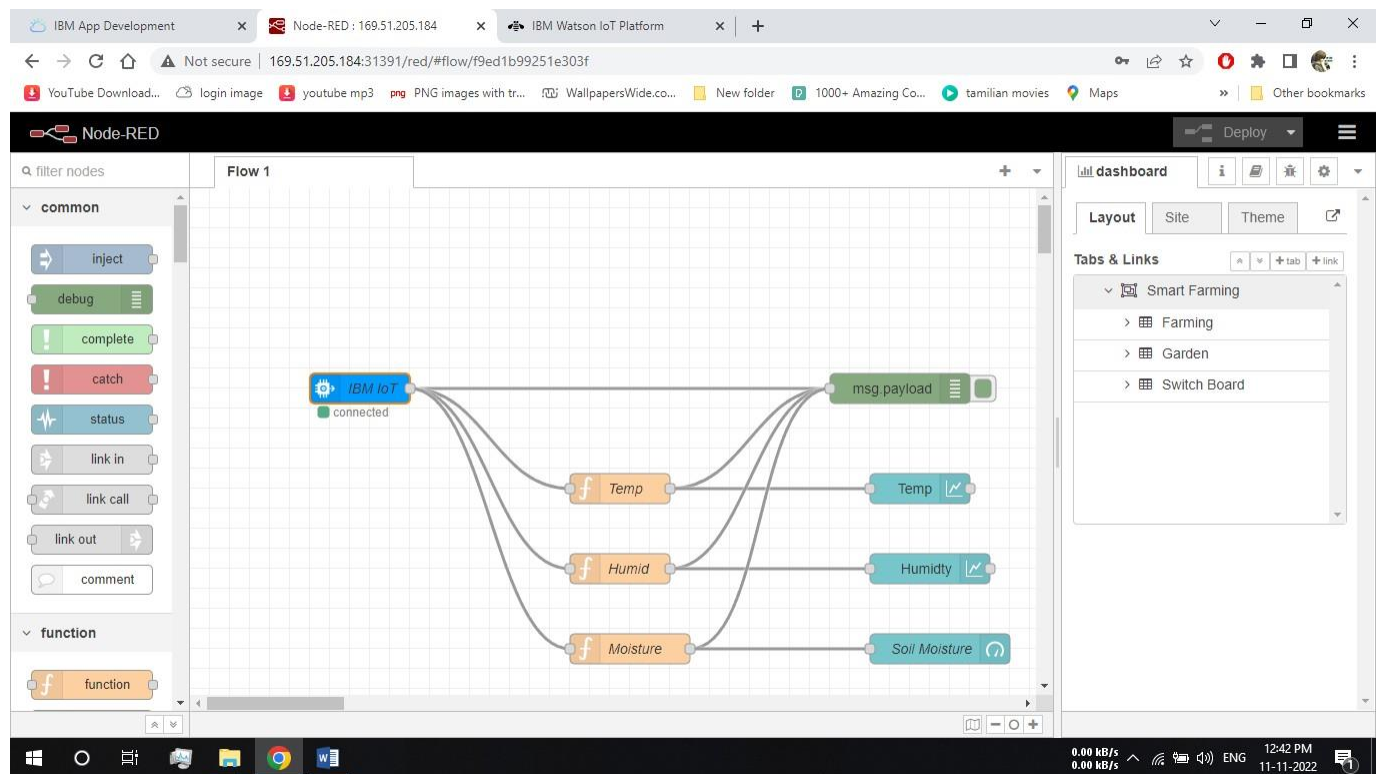 IBM App Development
Node-RED : 169.51.205.184
IBM Watson IoT Platform
Not secure
169.51.205.184:31391/red/#flow/f9ed1b99251e303f
YouTube Download...
login image
youtube mp3
png PNG images with tr...
WallpapersWide.co...
New folder
1000+ Amazing Co...
tamilian movies
Maps
»
Other bookmarks
Node-RED
Deploy
filter nodes
Flow 1
dashboard
common
inject
debug
complete
catch
status
link in
link call
link out
comment
function
function
IBM IoT
connected
msg.payload
Temp
Temp
Humid
Humidty
Moisture
Soil Moisture
Layout
Site
Theme
Tabs & Links
+ tab
+ link
Smart Farming
Farming
Garden
Switch Board
0.00 kB/s
0.00 kB/s
ENG
12:42 PM
11-11-2022
1